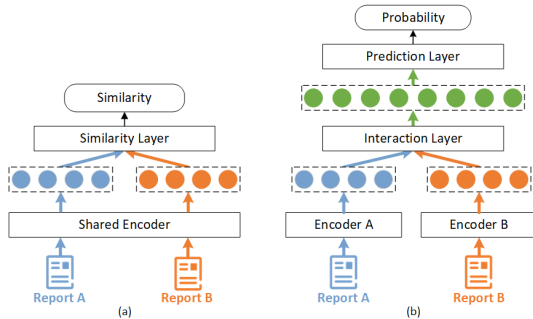 Similarity
Similarity Layer
Shared Encoder
Report A
Report B
(a)
Probability
Prediction Layer
Interaction Layer
Encoder A
Encoder B
Report A
Report B
(b)